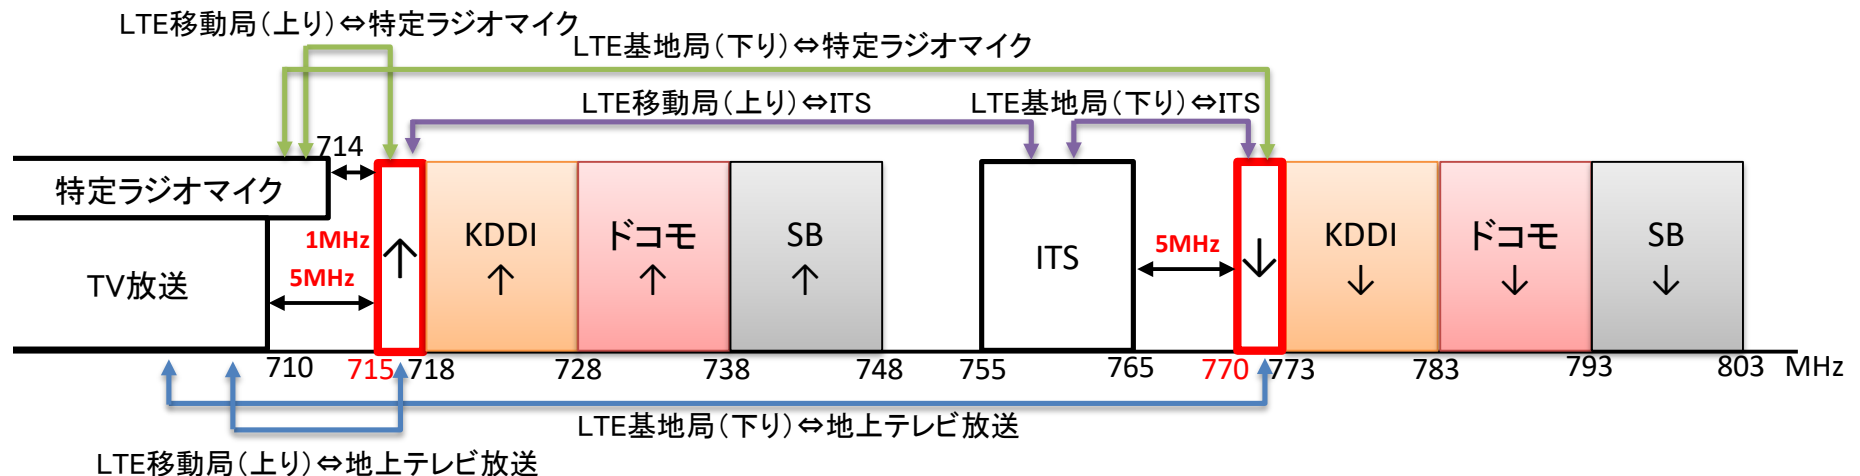 LTE移動局(上り)⇔特定ラジオマイク
LTE基地局(下り)⇔特定ラジオマイク
LTE移動局(上り)⇔ITS
LTE基地局(下り)⇔ITS
714
特定ラジオマイク
1MHz
5MHz
TV放送
↑
KDDI
↑
ドコモ
↑
SB
↑
ITS
5MHz
↓
KDDI
↓
ドコモ
↓
SB
↓
710 715 718 728 738 748 755 765 770 773 783 793 803 MHz
LTE基地局(下り)⇔地上テレビ放送
LTE移動局(上り)⇔地上テレビ放送